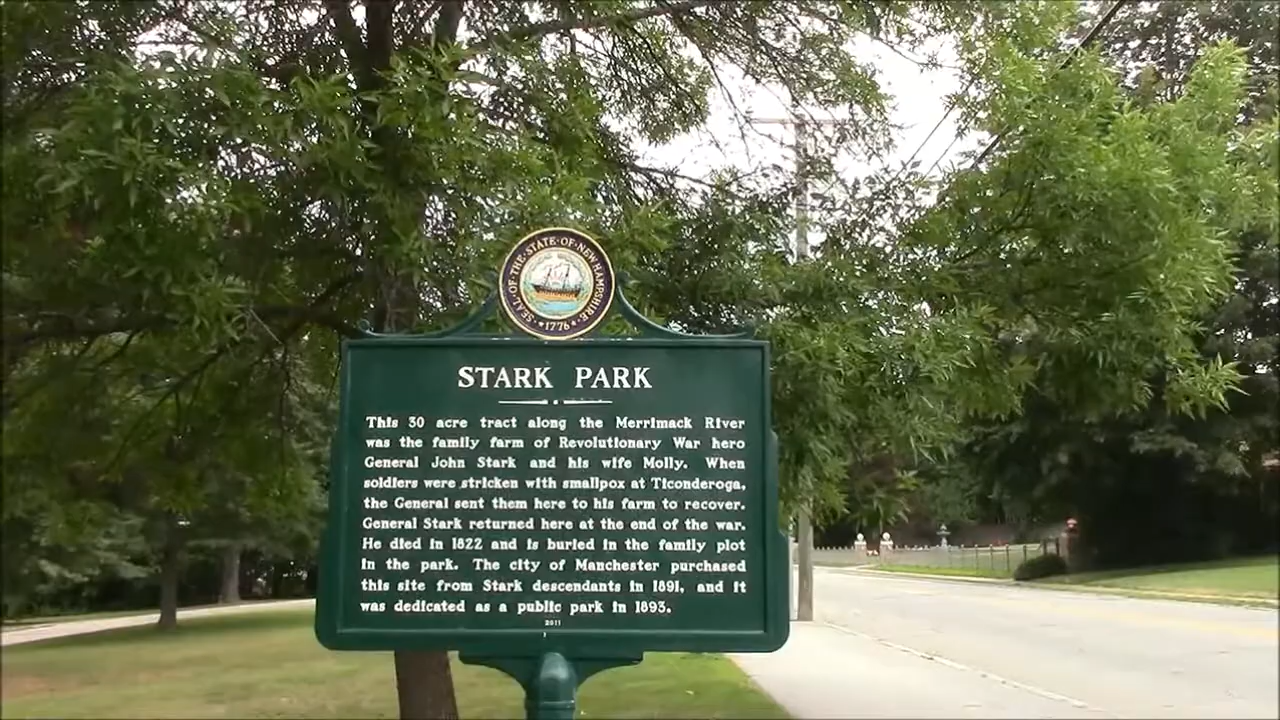 SEAL · OF · THE · STATE · OF · NEW HAMPSHIRE ·
★ 1776 ★
STARK PARK
This 30 acre tract along the Merrimack River
was the family farm of Revolutionary War hero
General John Stark and his wife Molly. When
soldiers were stricken with smallpox at Ticonderoga,
the General sent them here to his farm to recover.
General Stark returned here at the end of the war.
He died in 1822 and is buried in the family plot
in the park. The city of Manchester purchased
this site from Stark descendants in 1891, and it
was dedicated as a public park in 1893.
2011